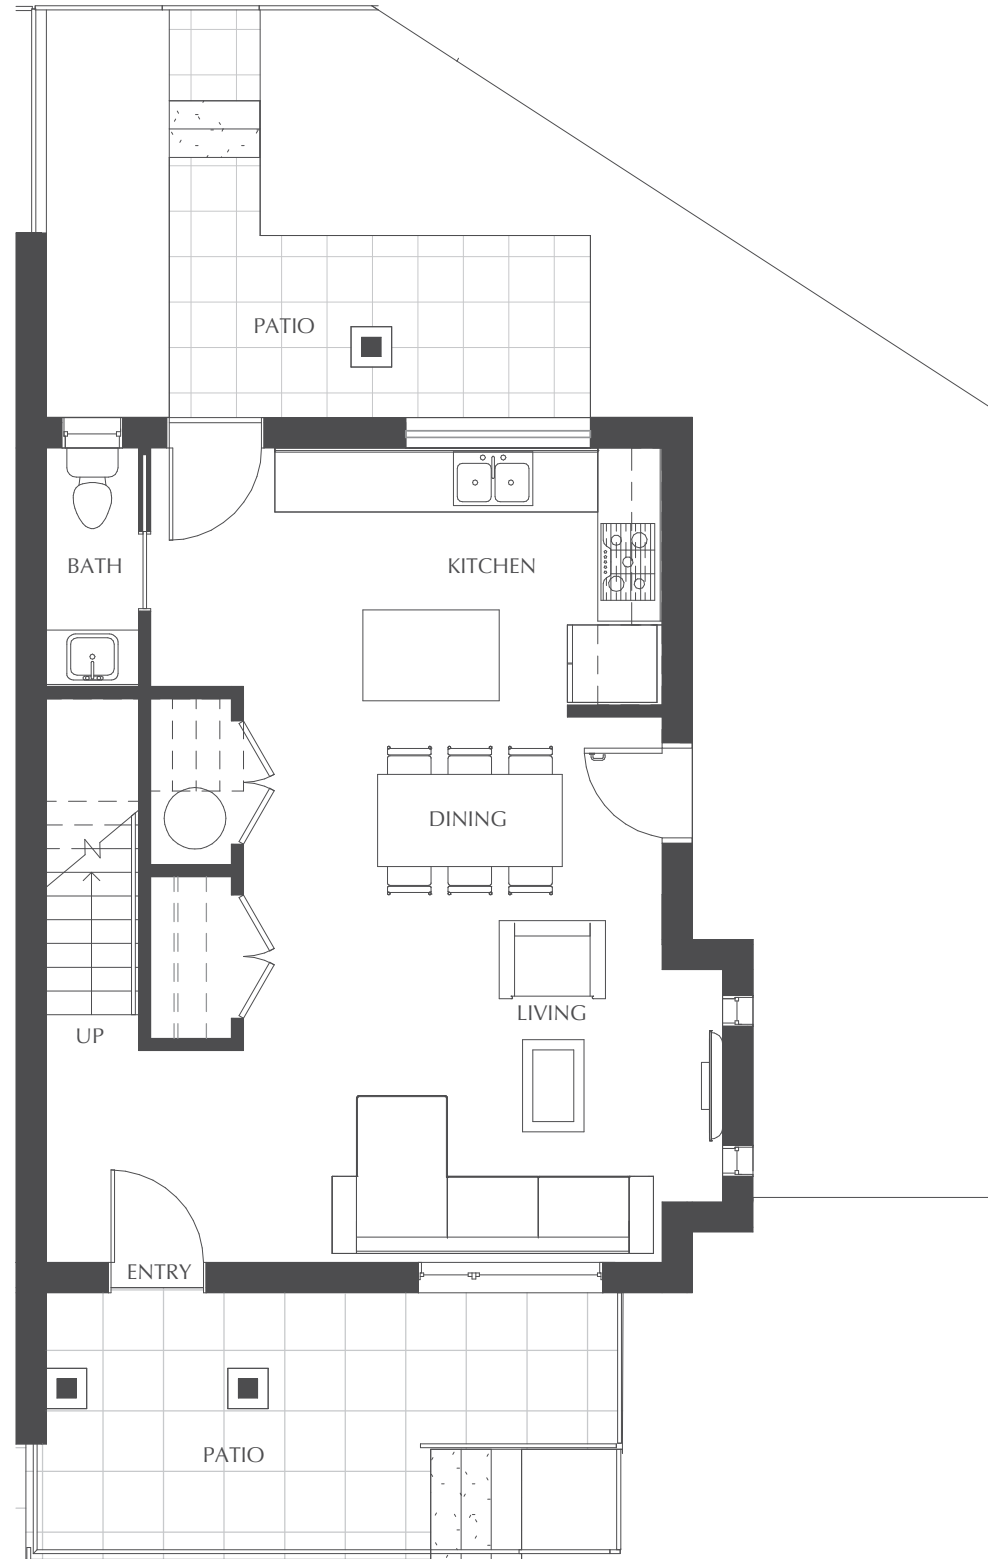 PATIO
BATH
KITCHEN
DINING
LIVING
UP
ENTRY
PATIO